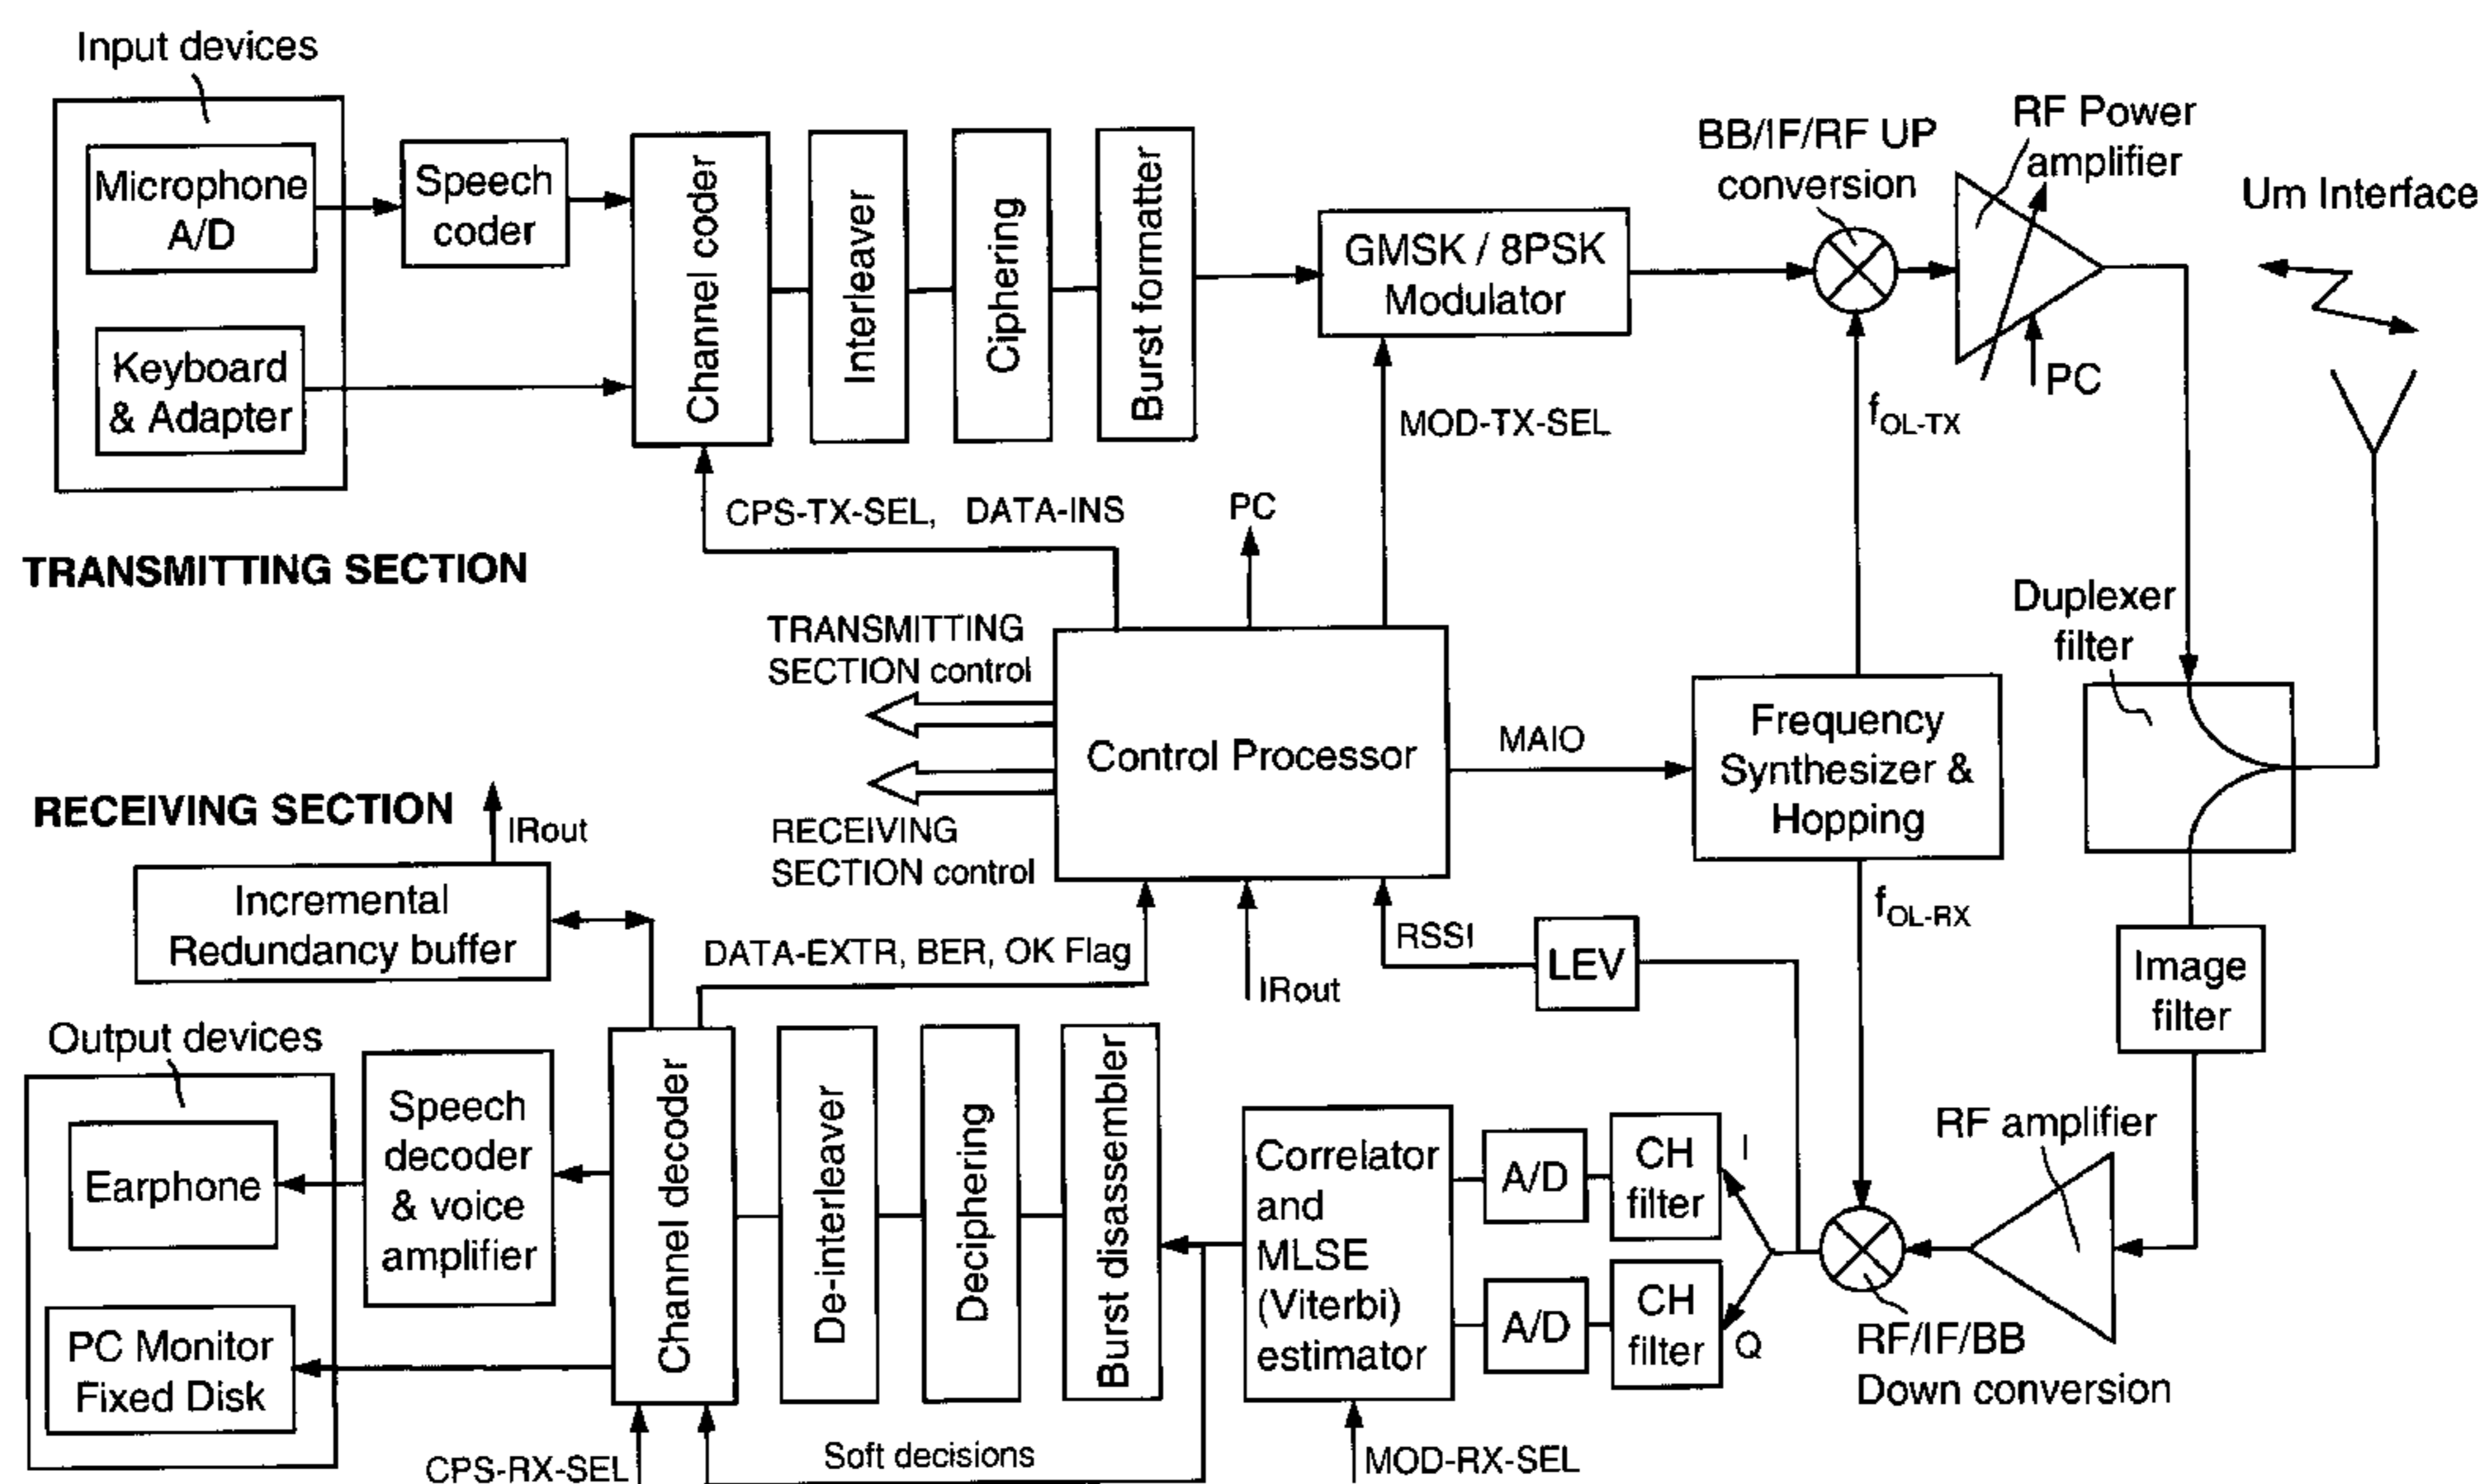 Input devices
Microphone
A/D
Keyboard
& Adapter
Speech
coder
Channel coder
Interleaver
Ciphering
Burst formatter
GMSK / 8PSK
Modulator
BB/IF/RF UP
conversion
RF Power
amplifier
Um Interface
PC
MOD-TX-SEL
fOL-TX
CPS-TX-SEL, DATA-INS
PC
TRANSMITTING SECTION
TRANSMITTING
SECTION control
Control Processor
MAIO
Frequency
Synthesizer &
Hopping
Duplexer
filter
RECEIVING SECTION
IRout
RECEIVING
SECTION control
Incremental
Redundancy buffer
DATA-EXTR, BER, OK Flag
IRout
RSSI
LEV
fOL-RX
Image
filter
Output devices
Earphone
PC Monitor
Fixed Disk
Speech
decoder
& voice
amplifier
Channel decoder
De-interleaver
Deciphering
Burst disassembler
Correlator
and
MLSE
(Viterbi)
estimator
A/D
CH
filter
I
A/D
CH
filter
Q
RF amplifier
RF/IF/BB
Down conversion
CPS-RX-SEL
Soft decisions
MOD-RX-SEL